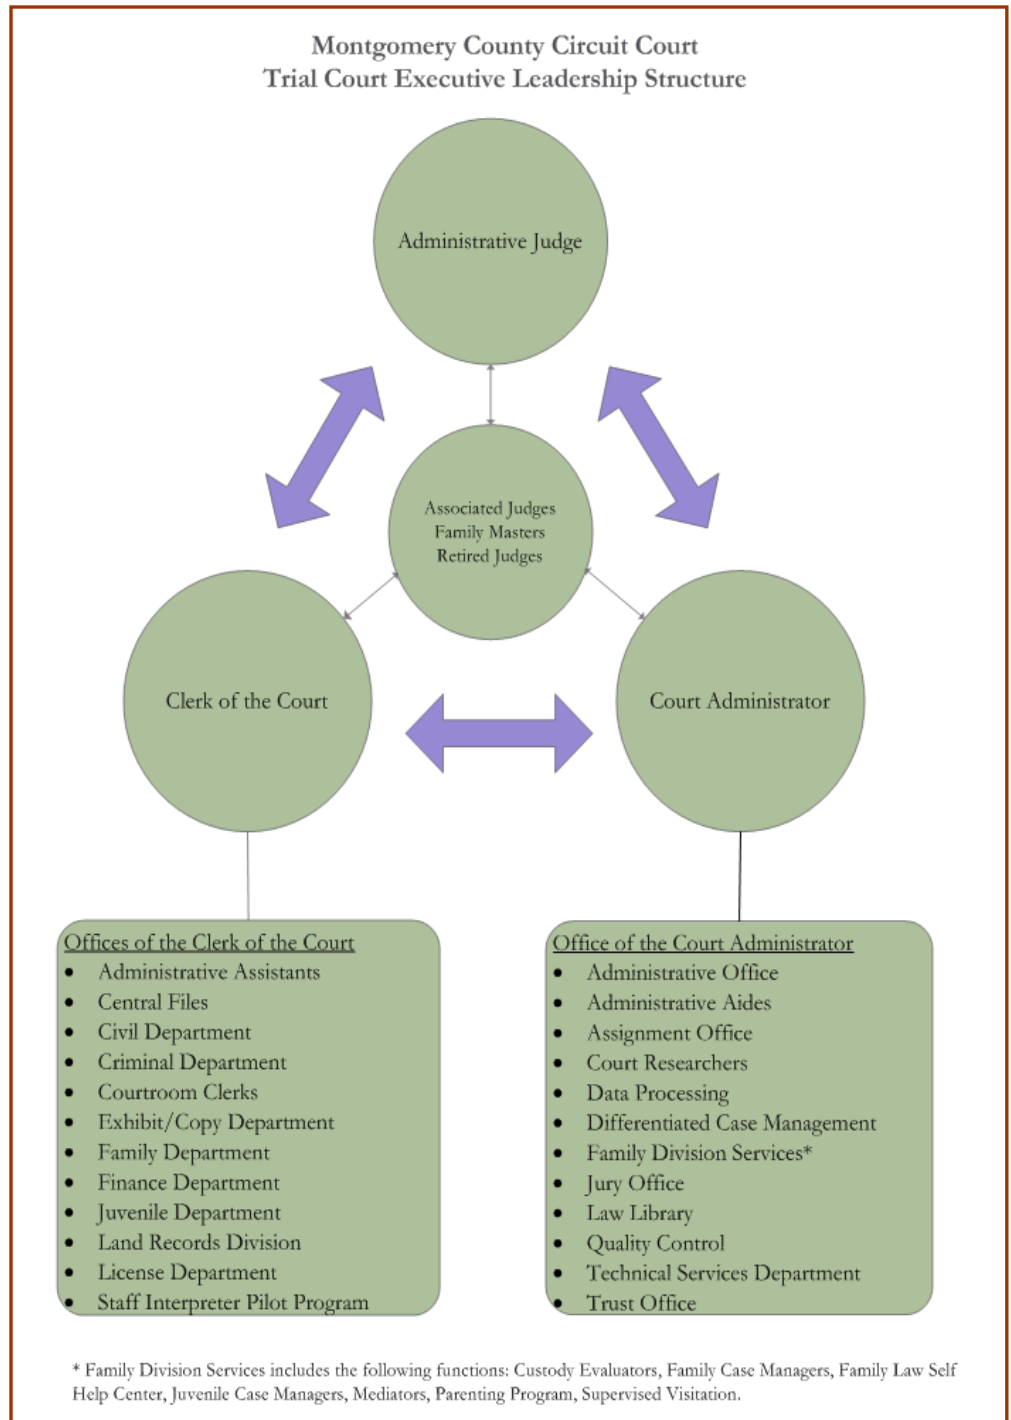 Montgomery County Circuit Court
Trial Court Executive Leadership Structure
Administrative Judge
Associated Judges
Family Masters
Retired Judges
Clerk of the Court
Court Administrator
Offices of the Clerk of the Court
• Administrative Assistants
• Central Files
• Civil Department
• Criminal Department
• Courtroom Clerks
• Exhibit/Copy Department
• Family Department
• Finance Department
• Juvenile Department
• Land Records Division
• License Department
• Staff Interpreter Pilot Program
Office of the Court Administrator
• Administrative Office
• Administrative Aides
• Assignment Office
• Court Researchers
• Data Processing
• Differentiated Case Management
• Family Division Services*
• Jury Office
• Law Library
• Quality Control
• Technical Services Department
• Trust Office
* Family Division Services includes the following functions: Custody Evaluators, Family Case Managers, Family Law Self
Help Center, Juvenile Case Managers, Mediators, Parenting Program, Supervised Visitation.